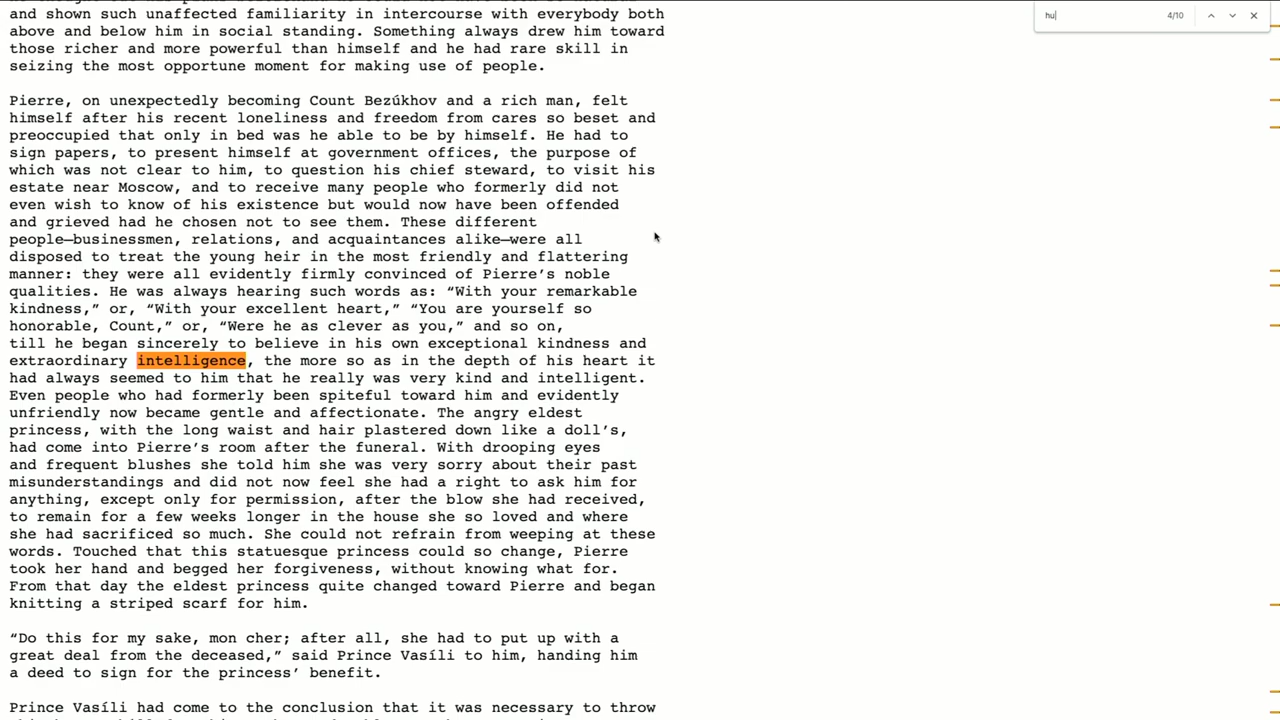 and shown such unaffected familiarity in intercourse with everybody both
above and below him in social standing. Something always drew him toward
those richer and more powerful than himself and he had rare skill in
seizing the most opportune moment for making use of people.
Pierre, on unexpectedly becoming Count Bezúkhov and a rich man, felt
himself after his recent loneliness and freedom from cares so beset and
preoccupied that only in bed was he able to be by himself. He had to
sign papers, to present himself at government offices, the purpose of
which was not clear to him, to question his chief steward, to visit his
estate near Moscow, and to receive many people who formerly did not
even wish to know of his existence but would now have been offended
and grieved had he chosen not to see them. These different
people—businessmen, relations, and acquaintances alike—were all
disposed to treat the young heir in the most friendly and flattering
manner: they were all evidently firmly convinced of Pierre’s noble
qualities. He was always hearing such words as: “With your remarkable
kindness,” or, “With your excellent heart,” “You are yourself so
honorable, Count,” or, “Were he as clever as you,” and so on,
till he began sincerely to believe in his own exceptional kindness and
extraordinary intelligence, the more so as in the depth of his heart it
had always seemed to him that he really was very kind and intelligent.
Even people who had formerly been spiteful toward him and evidently
unfriendly now became gentle and affectionate. The angry eldest
princess, with the long waist and hair plastered down like a doll’s,
had come into Pierre’s room after the funeral. With drooping eyes
and frequent blushes she told him she was very sorry about their past
misunderstandings and did not now feel she had a right to ask him for
anything, except only for permission, after the blow she had received,
to remain for a few weeks longer in the house she so loved and where
she had sacrificed so much. She could not refrain from weeping at these
words. Touched that this statuesque princess could so change, Pierre
took her hand and begged her forgiveness, without knowing what for.
From that day the eldest princess quite changed toward Pierre and began
knitting a striped scarf for him.
“Do this for my sake, mon cher; after all, she had to put up with a
great deal from the deceased,” said Prince Vasíli to him, handing him
a deed to sign for the princess’ benefit.
Prince Vasíli had come to the conclusion that it was necessary to throw
hu
4/10